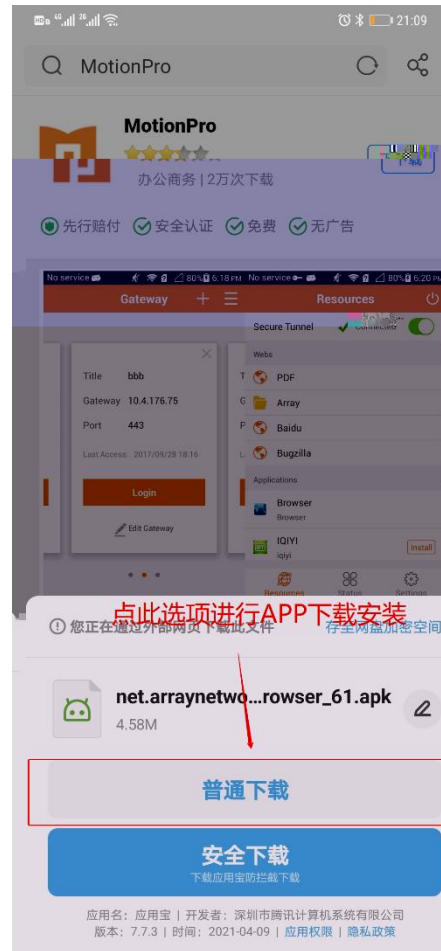 21:09
MotionPro
MotionPro
办公商务 | 2万次下载
先行赔付 安全认证 免费 无广告
No service 80% 6:18 PM
Gateway
Title bbb
Gateway 10.4.176.75
Port 443
Last Access: 2017/09/28 18:16
Login
Edit Gateway
No service 80% 6:20 PM
Resources
Secure Tunnel
Webs
PDF
Array
Baidu
Bugzilla
Applications
Browser
Browser
IQIYI
iqiyi
Install
Resources Status Settings
点此选项进行APP下载安装
您正在通过外部网页下载此文件 存至网盘加密空间
net.arraynetwo...rowser_61.apk
4.58M
普通下载
安全下载
下载应用宝防拦截下载
应用名：应用宝 | 开发者：深圳市腾讯计算机系统有限公司
版本：7.7.3 | 时间：2021-04-09 | 应用权限 | 隐私政策